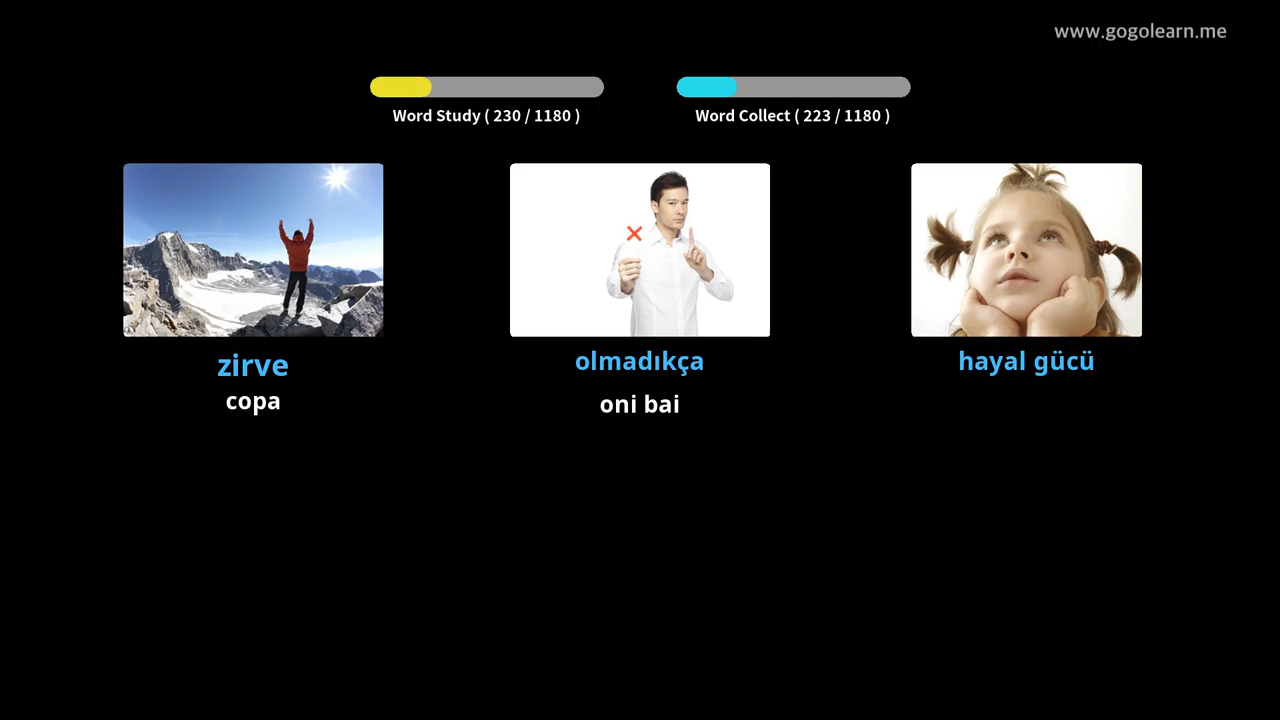 www.gogolearn.me
Word Study ( 230 / 1180 )
Word Collect ( 223 / 1180 )
zirve
copa
olmadıkça
oni bai
hayal gücü